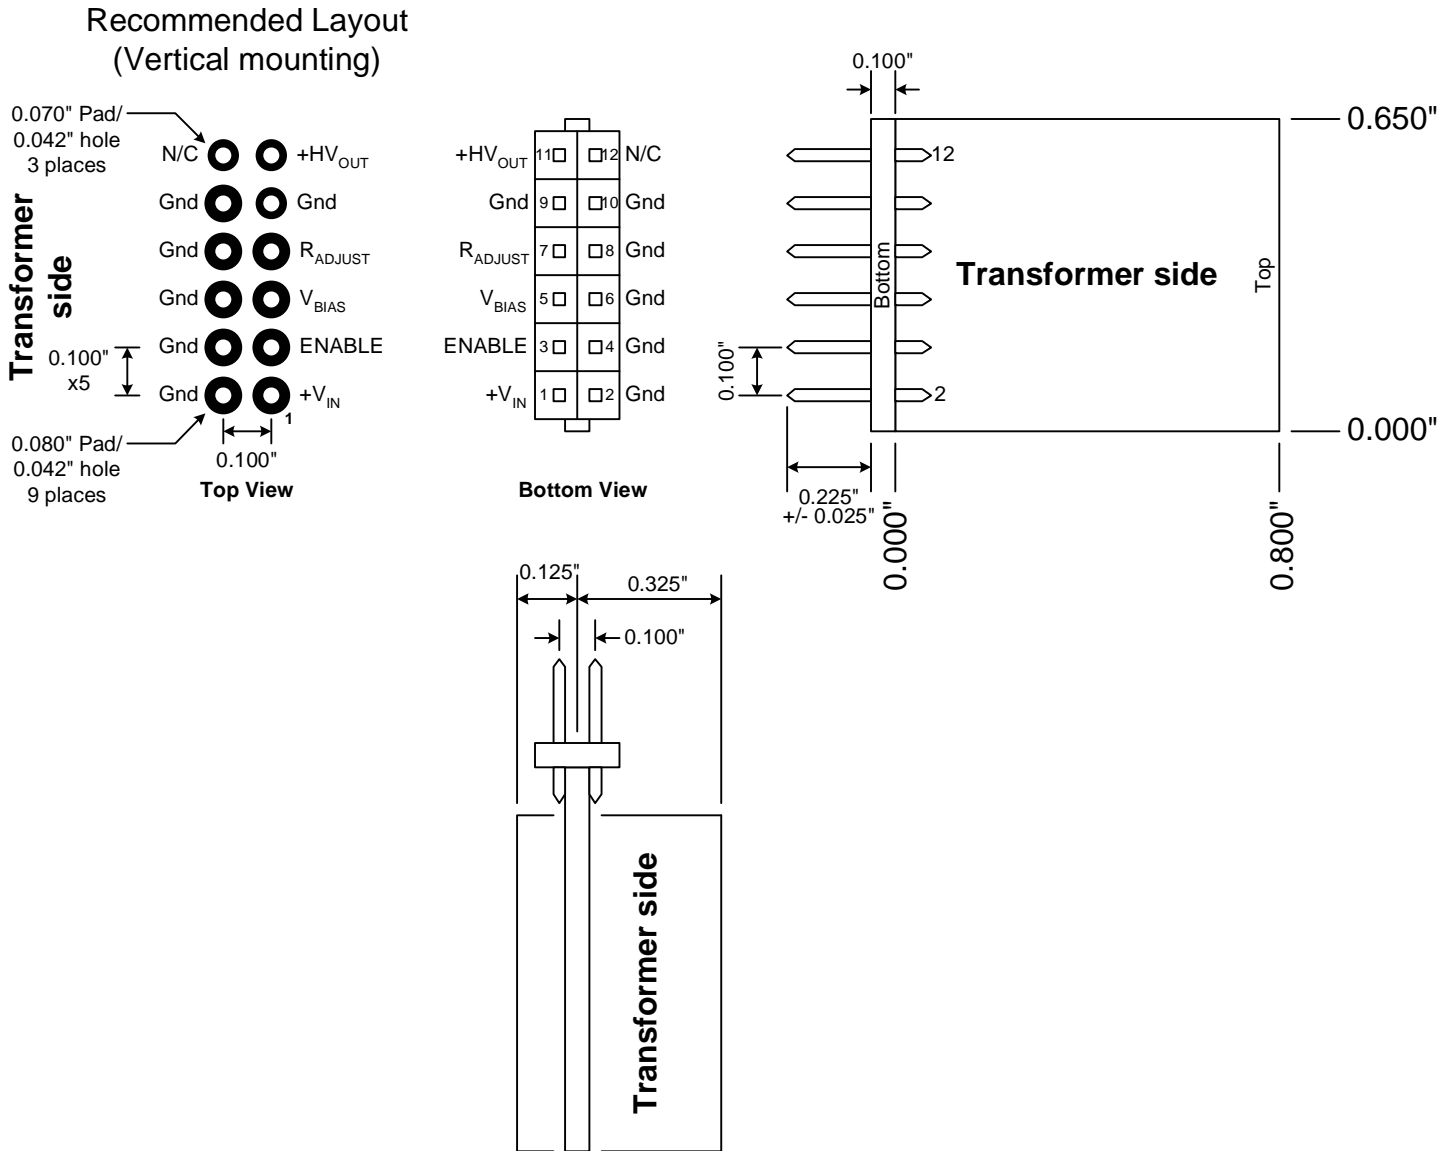 Recommended Layout
(Vertical mounting)
0.070" Pad/
0.042" hole
3 places
N/C +HVOUT
Gnd Gnd
Gnd RADJUST
Gnd VBIAS
Gnd ENABLE
Gnd +VIN
1
Transformer
side
0.100"
x5
0.080" Pad/
0.042" hole
9 places
0.100"
Top View
+HVOUT 11 12 N/C
Gnd 9 10 Gnd
RADJUST 7 8 Gnd
VBIAS 5 6 Gnd
ENABLE 3 4 Gnd
+VIN 1 2 Gnd
Bottom View
0.100"
0.650"
12
Bottom
Transformer side
Top
0.100"
2
0.000"
0.225"
+/- 0.025"
0.000"
0.800"
0.125"
0.325"
0.100"
Transformer side